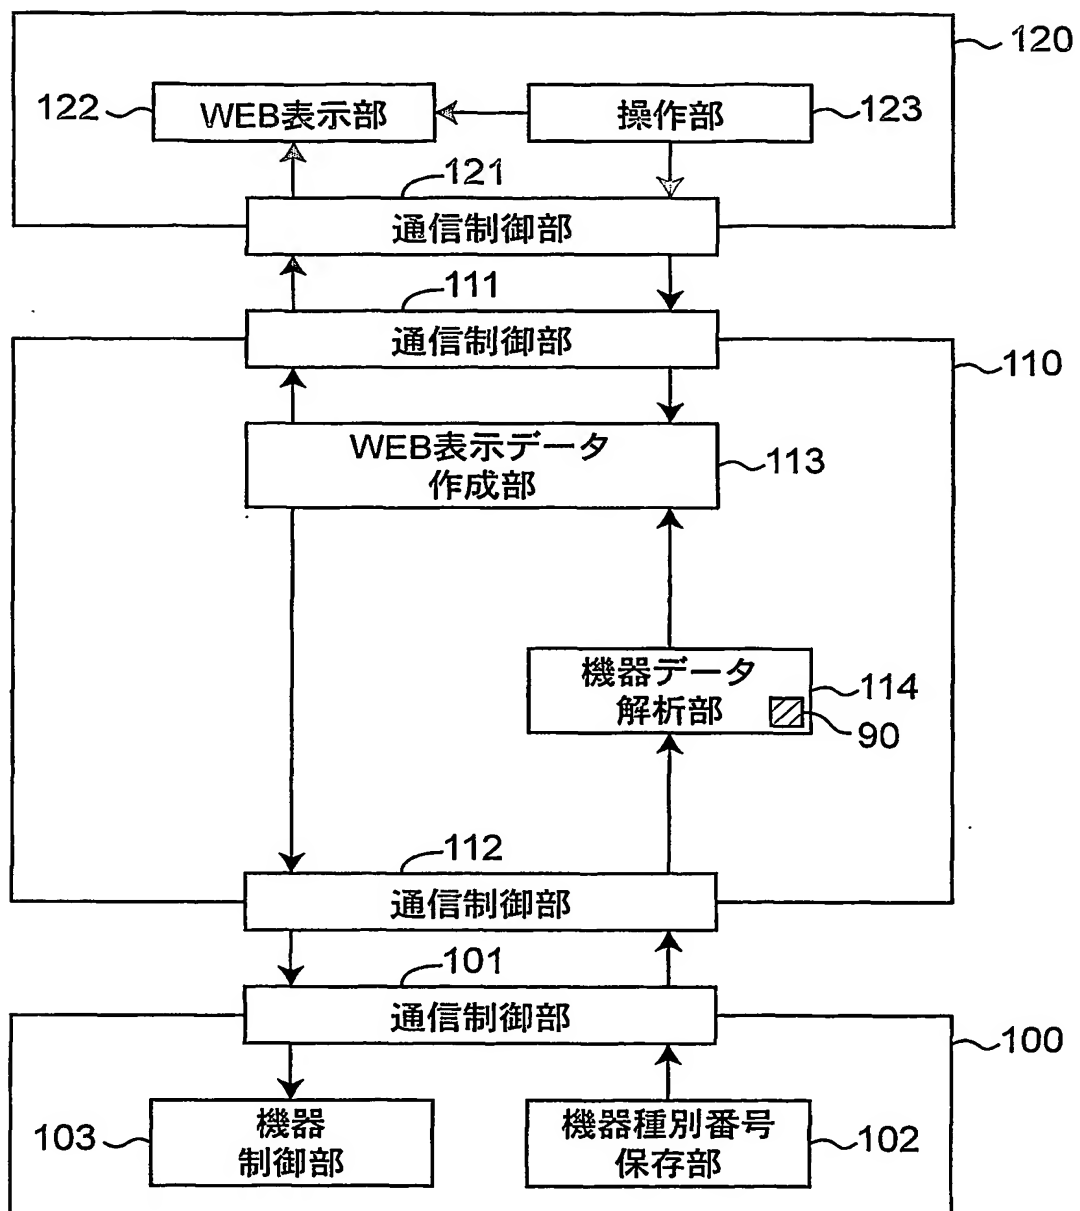 120
122
WEB表示部
操作部
123
121
通信制御部
111
通信制御部
110
WEB表示データ
作成部
113
機器データ
解析部
114
90
112
通信制御部
101
通信制御部
100
103
機器
制御部
機器種別番号
保存部
102